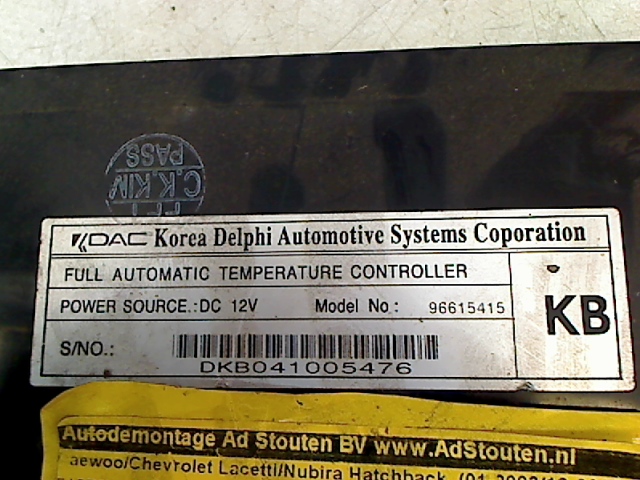 PASS
C.K.KIM
KDAC Korea Delphi Automotive Systems Coporation
FULL AUTOMATIC TEMPERATURE CONTROLLER
POWER SOURCE.:DC 12V Model No.: 96615415
KB
S/NO.:
DKB041005476
Autodemontage Ad Stouten BV www.AdStouten.nl
aewoo/Chevrolet Lacetti/Nubira Hatchback